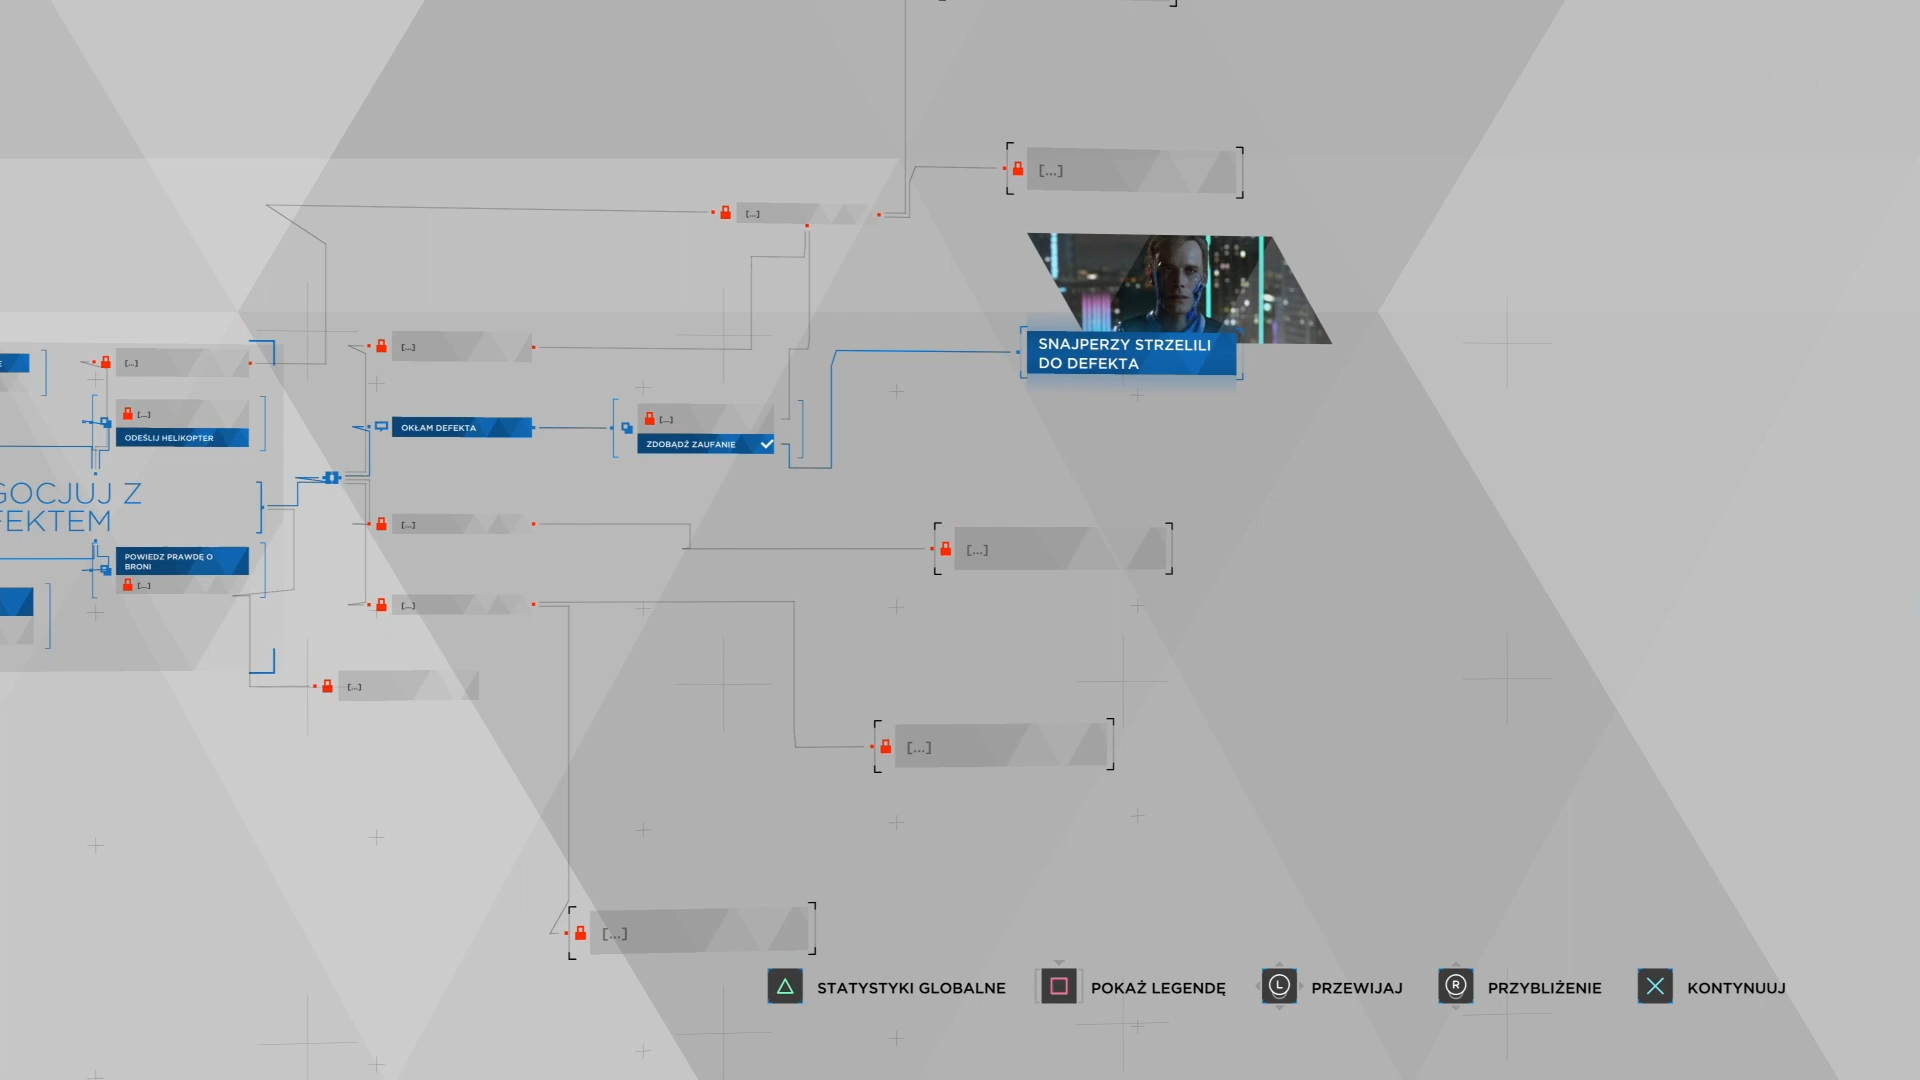 [...]
[...]
SNAJPERZY STRZELILI
DO DEFEKTA
[...]
[...]
[...]
ODEŚLIJ HELIKOPTER
OKŁAM DEFEKTA
[...]
ZDOBĄDŹ ZAUFANIE
GOCJUJ Z
FEKTEM
[...]
[...]
POWIEDZ PRAWDĘ O
BRONI
[...]
[...]
[...]
[...]
[...]
STATYSTYKI GLOBALNE
POKAŻ LEGENDĘ
L
PRZEWIJAJ
R
PRZYBLIŻENIE
KONTYNUUJ